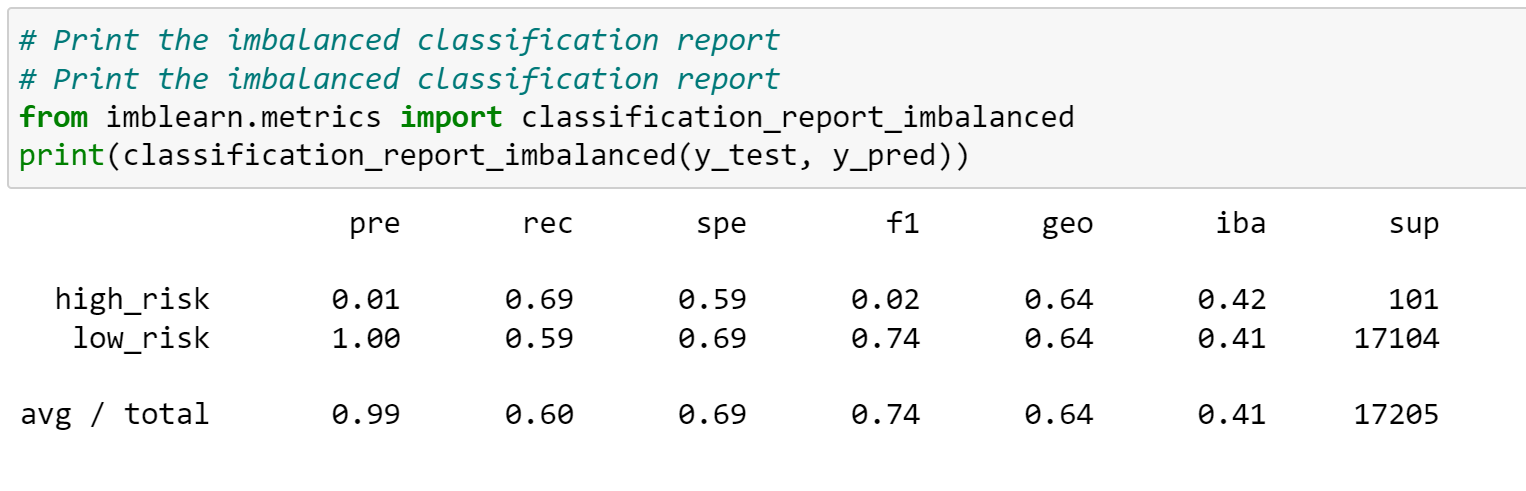 # Print the imbalanced classification report
# Print the imbalanced classification report
from imblearn.metrics import classification_report_imbalanced
print(classification_report_imbalanced(y_test, y_pred))
pre rec spe f1 geo iba sup
high_risk 0.01 0.69 0.59 0.02 0.64 0.42 101
low_risk 1.00 0.59 0.69 0.74 0.64 0.41 17104
avg / total 0.99 0.60 0.69 0.74 0.64 0.41 17205